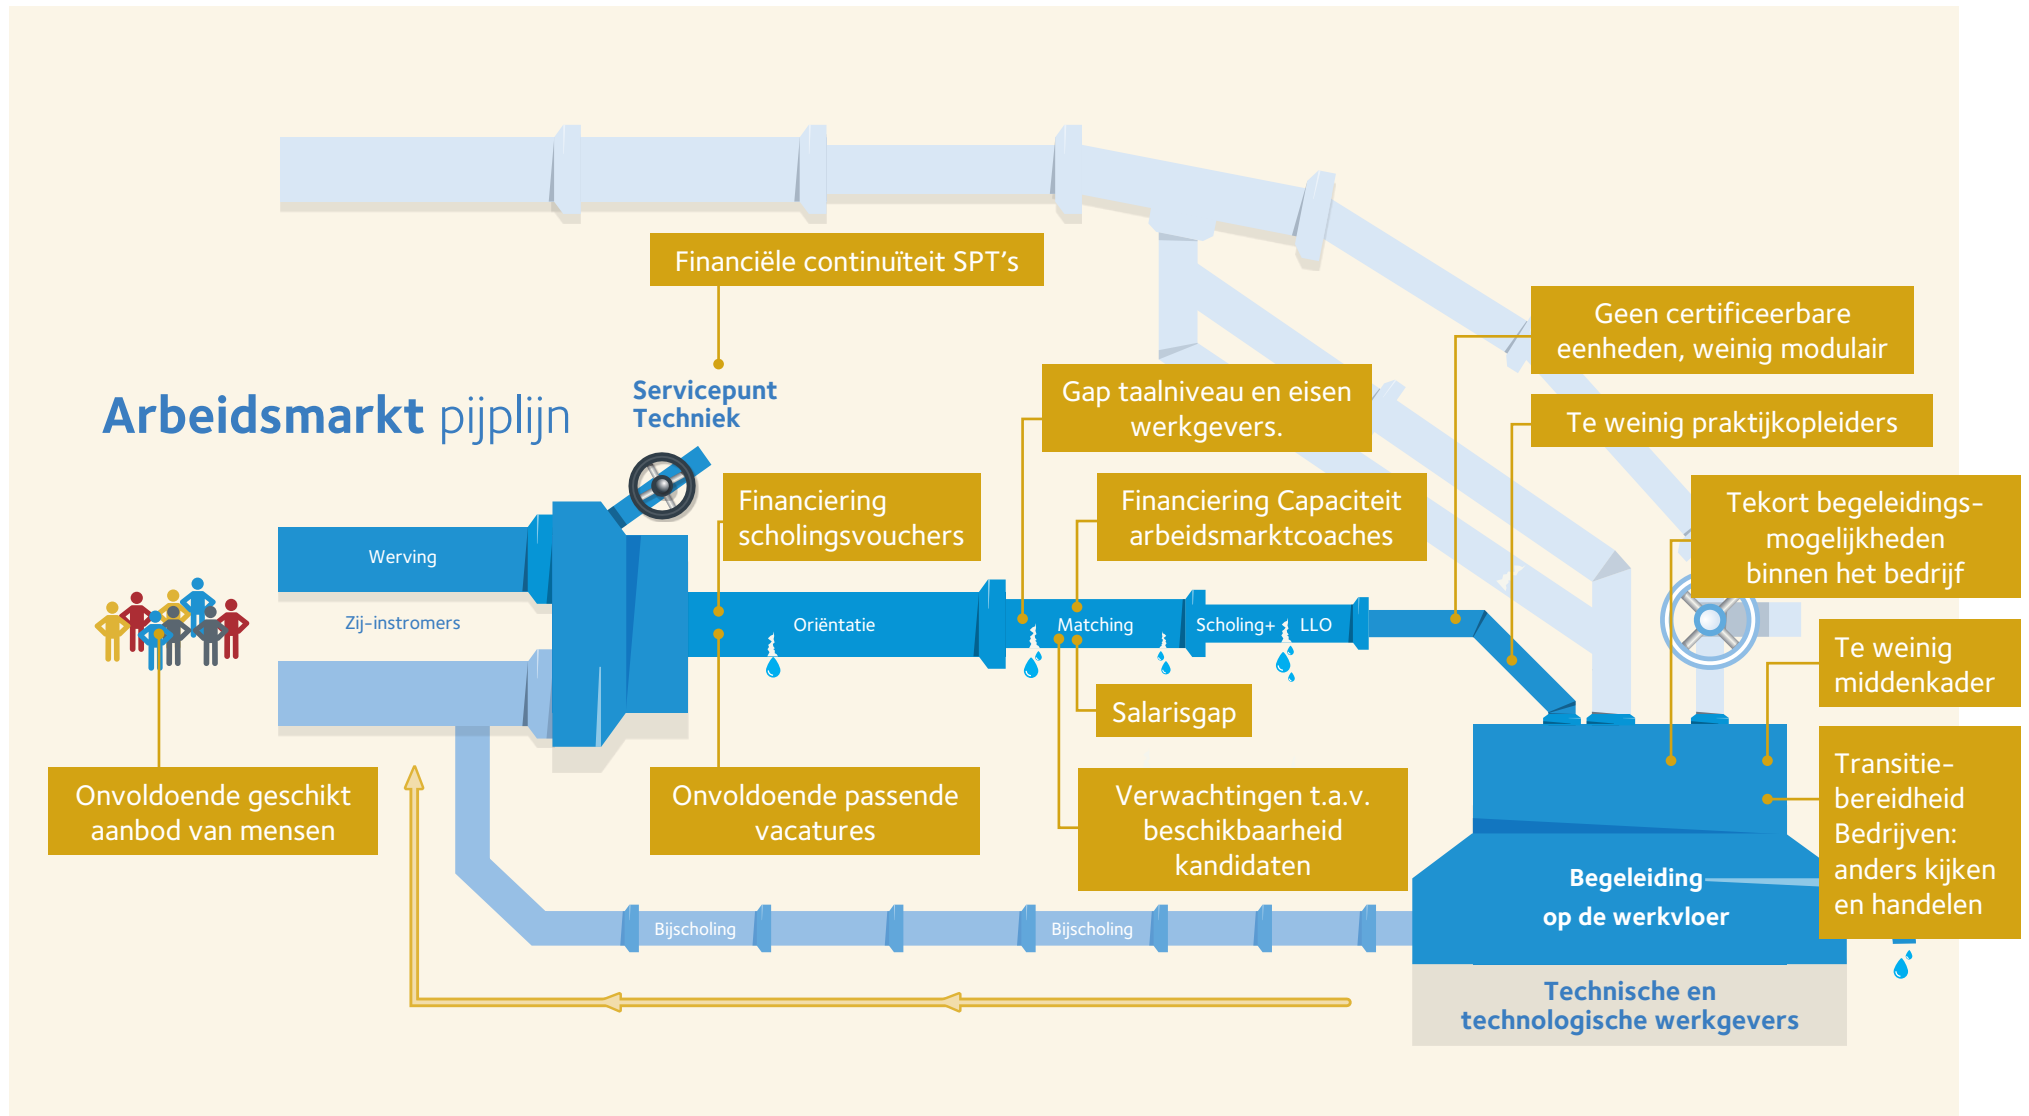 Financiële continuïteit SPT's
Geen certificeerbare
eenheden, weinig modulair
Arbeidsmarkt pijplijn
Servicepunt
Techniek
Gap taalniveau en eisen
werkgevers.
Te weinig praktijkopleiders
Financiering
scholingsvouchers
Financiering Capaciteit
arbeidsmarktcoaches
Tekort begeleidings-
mogelijkheden
binnen het bedrijf
Werving
Zij-instromers
Oriëntatie
Matching
Scholing+ LLO
Te weinig
middenkader
Salarisgap
Onvoldoende geschikt
aanbod van mensen
Onvoldoende passende
vacatures
Verwachtingen t.a.v.
beschikbaarheid
kandidaten
Transitie-
bereidheid
Bedrijven:
anders kijken
en handelen
Begeleiding
op de werkvloer
Bijscholing
Bijscholing
Technische en
technologische werkgevers